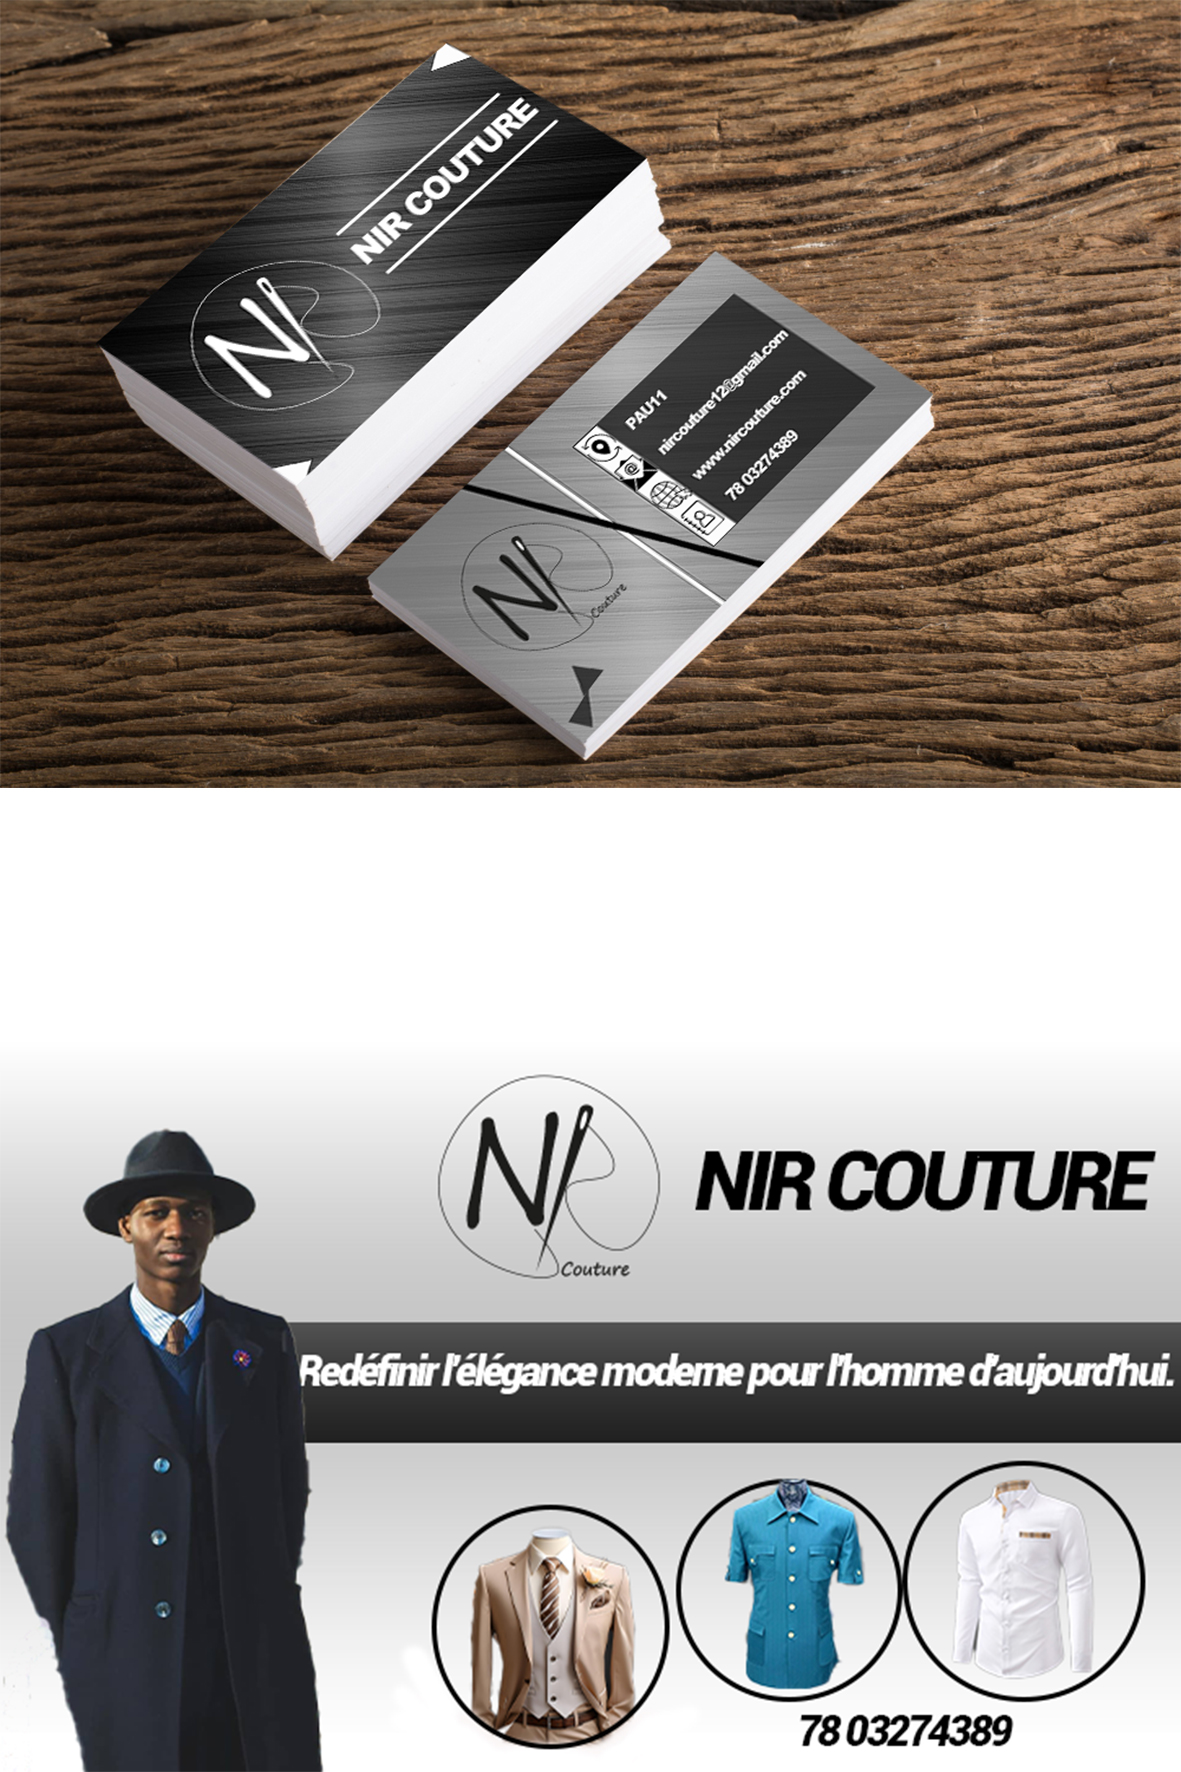 NIR COUTURE
NR
PAU11
nircouture12@gmail.com
www.nircouture.com
78 03274389
NR
Couture
NR
Couture
NIR COUTURE
Redéfinir l'élégance moderne pour l'homme d'aujourd'hui.
78 03274389